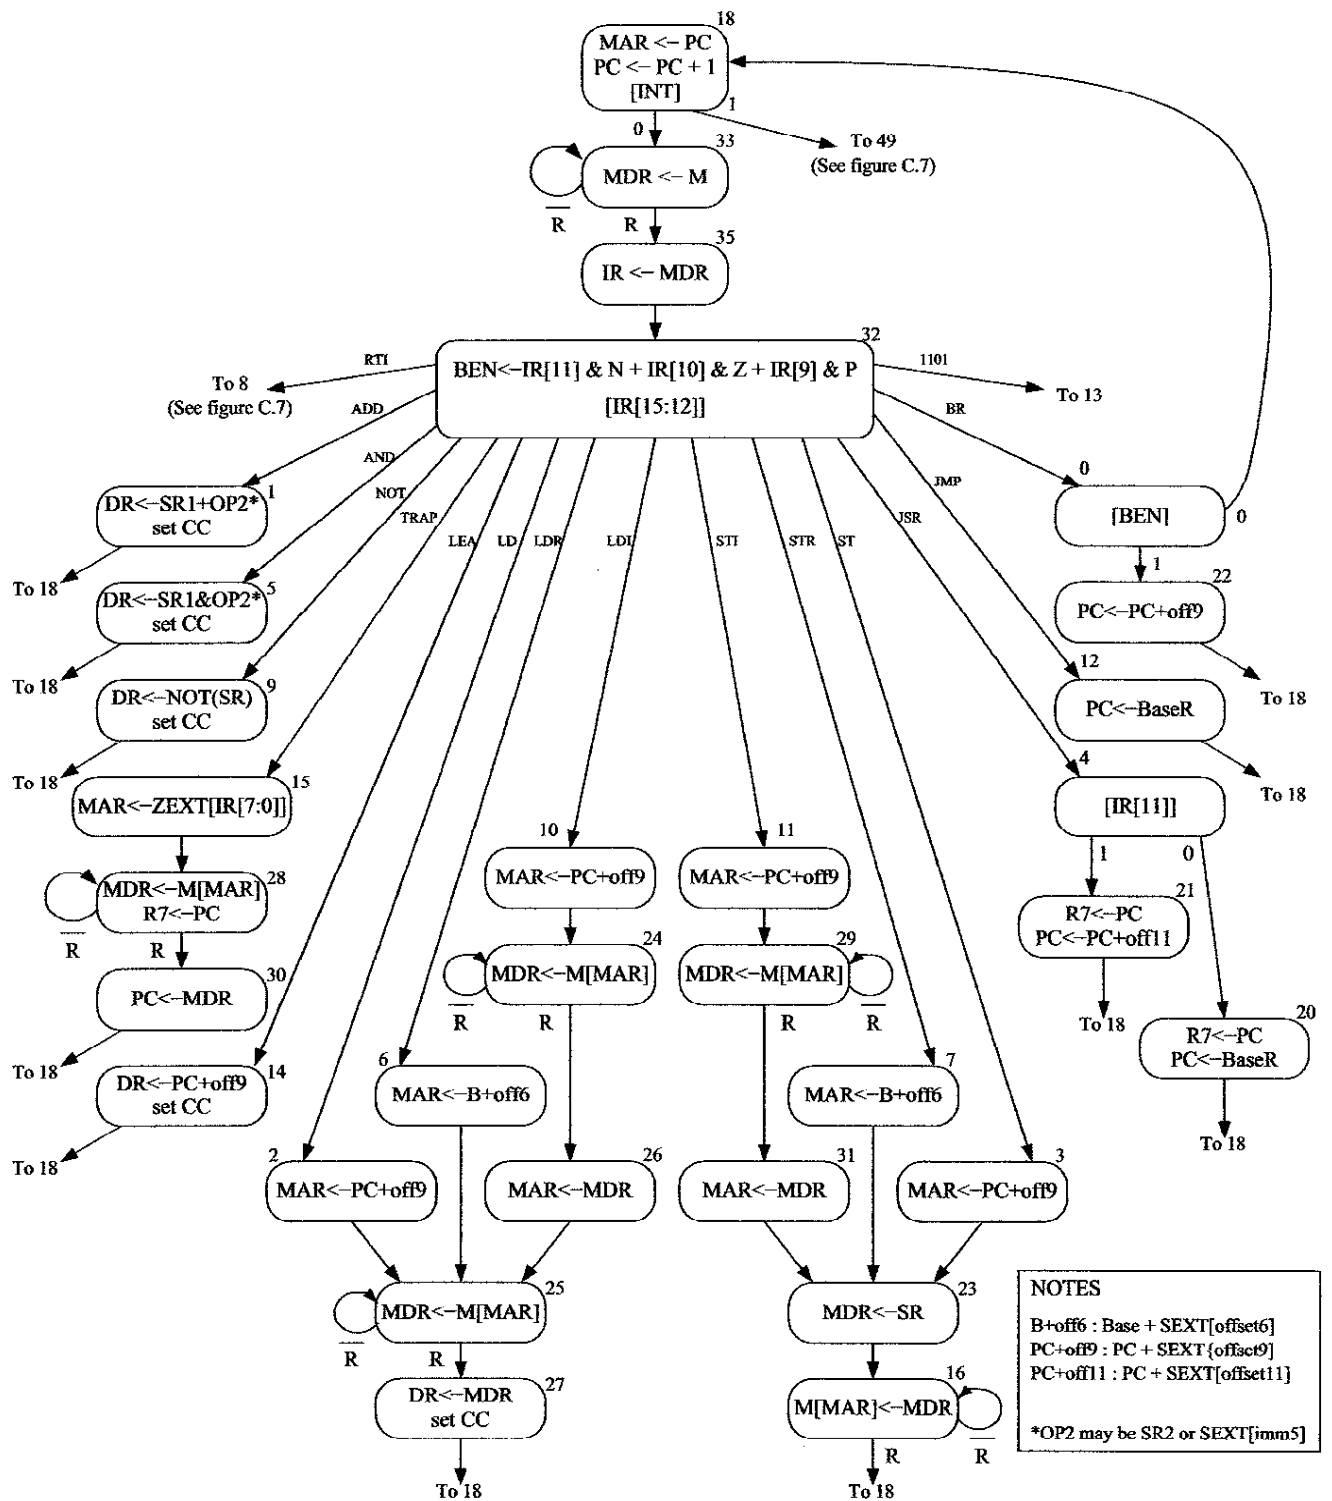 18
MAR <− PC
PC <− PC + 1
[INT]
0
1
To 49
(See figure C.7)
33
MDR <− M
R
R
35
IR <− MDR
32
BEN<−IR[11] & N + IR[10] & Z + IR[9] & P
[IR[15:12]]
RTI
To 8
(See figure C.7)
1101
To 13
ADD
AND
NOT
TRAP
LEA
LD
LDR
LDI
STI
STR
ST
JSR
JMP
BR
1
DR<−SR1+OP2*
set CC
To 18
5
DR<−SR1&OP2*
set CC
To 18
9
DR<−NOT(SR)
set CC
To 18
15
MAR<−ZEXT[IR[7:0]]
28
MDR<−M[MAR]
R7<−PC
R
R
30
PC<−MDR
To 18
14
DR<−PC+off9
set CC
To 18
0
[BEN]
0
1
22
PC<−PC+off9
To 18
12
PC<−BaseR
To 18
4
[IR[11]]
1
0
21
R7<−PC
PC<−PC+off11
To 18
20
R7<−PC
PC<−BaseR
To 18
10
MAR<−PC+off9
24
MDR<−M[MAR]
R
R
11
MAR<−PC+off9
29
MDR<−M[MAR]
R
R
6
MAR<−B+off6
7
MAR<−B+off6
2
MAR<−PC+off9
26
MAR<−MDR
31
MAR<−MDR
3
MAR<−PC+off9
25
MDR<−M[MAR]
R
R
27
DR<−MDR
set CC
To 18
23
MDR<−SR
16
M[MAR]<−MDR
R
R
To 18
NOTES
B+off6 : Base + SEXT[offset6]
PC+off9 : PC + SEXT{offset9]
PC+off11 : PC + SEXT[offset11]
*OP2 may be SR2 or SEXT[imm5]